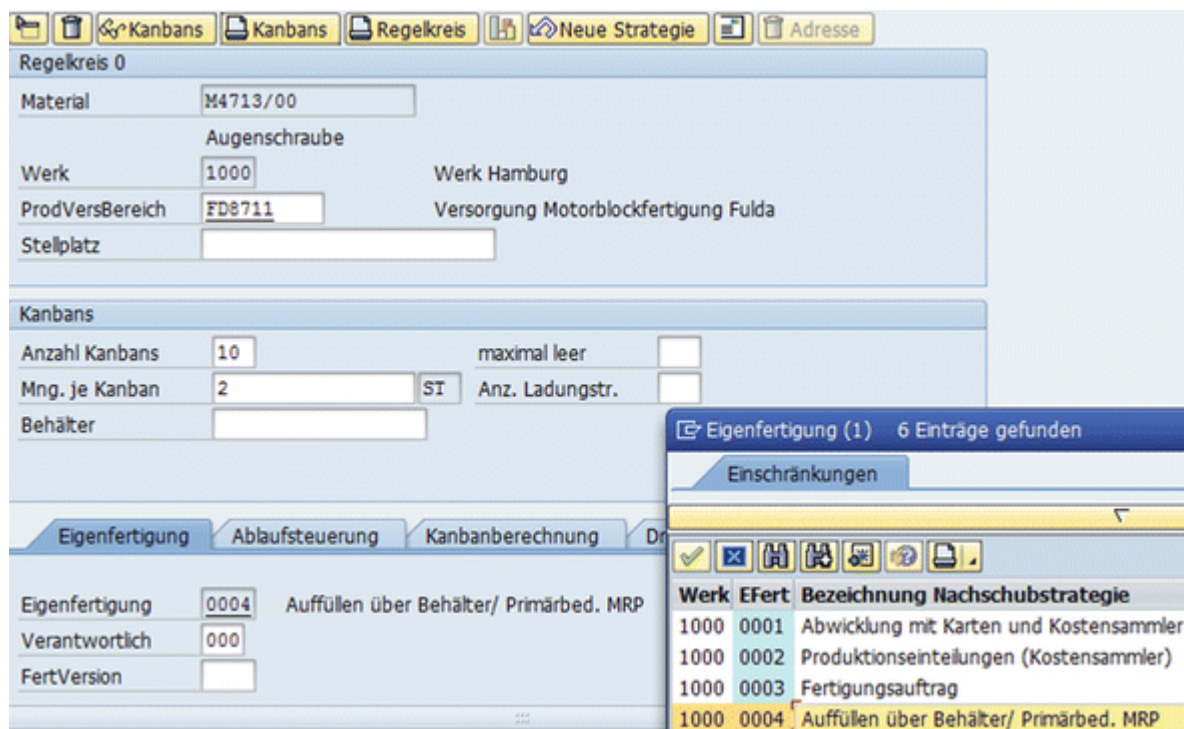 Kanbans Kanbans Regelkreis Neue Strategie Adresse
Regelkreis 0
Material M4713/00
Augenschraube
Werk 1000 Werk Hamburg
ProdVersBereich FD8711 Versorgung Motorblockfertigung Fulda
Stellplatz
Kanbans
Anzahl Kanbans 10 maximal leer
Mng. je Kanban 2 ST Anz. Ladungstr.
Behälter
Eigenfertigung (1) 6 Einträge gefunden
Einschränkungen
Eigenfertigung Ablaufsteuerung Kanbanberechnung Dr
Eigenfertigung 0004 Auffüllen über Behälter/ Primärbed. MRP
Verantwortlich 000
FertVersion
Werk EFert Bezeichnung Nachschubstrategie
1000 0001 Abwicklung mit Karten und Kostensammler
1000 0002 Produktionseinteilungen (Kostensammler)
1000 0003 Fertigungsauftrag
1000 0004 Auffüllen über Behälter/ Primärbed. MRP